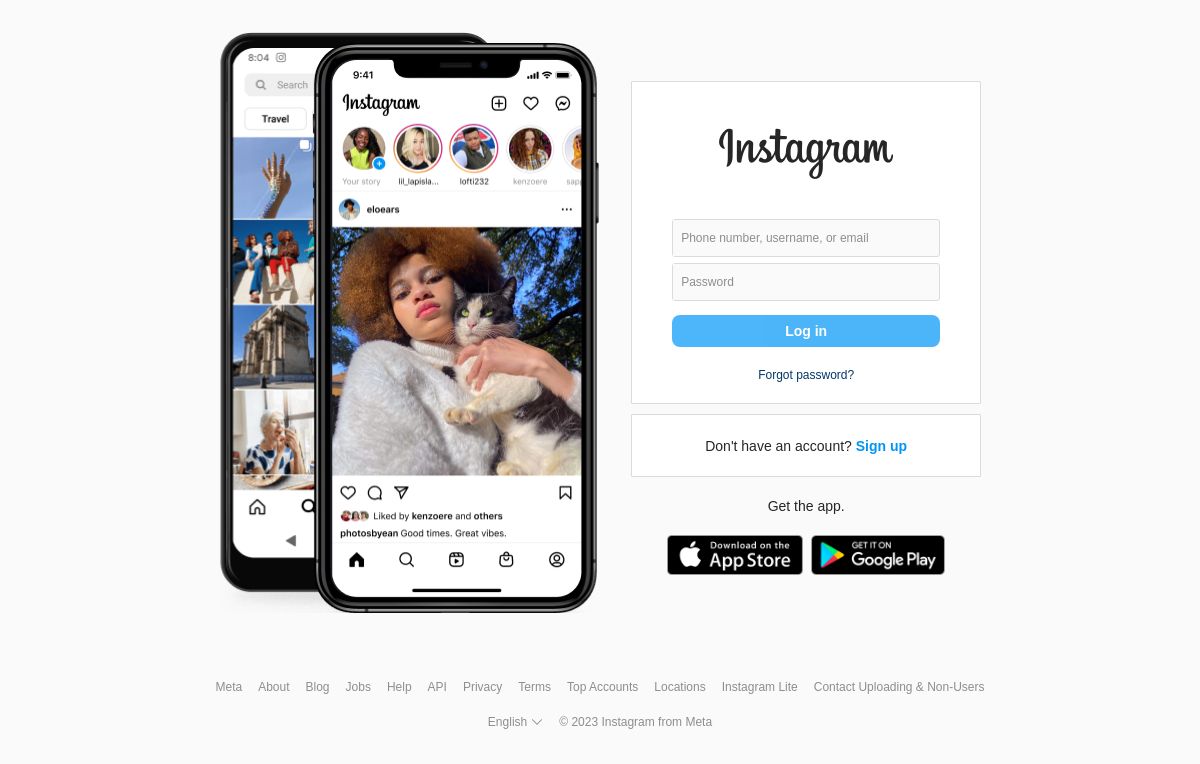 8:04
Search
Travel
9:41
Instagram
Your story
lil_lapisla...
lofti232
kenzoere
sapp
eloears
Liked by kenzoere and others
photosbyean Good times. Great vibes.
Instagram
Phone number, username, or email
Password
Log in
Forgot password?
Don't have an account? Sign up
Get the app.
Download on the
App Store
GET IT ON
Google Play
Meta About Blog Jobs Help API Privacy Terms Top Accounts Locations Instagram Lite Contact Uploading & Non-Users
English © 2023 Instagram from Meta